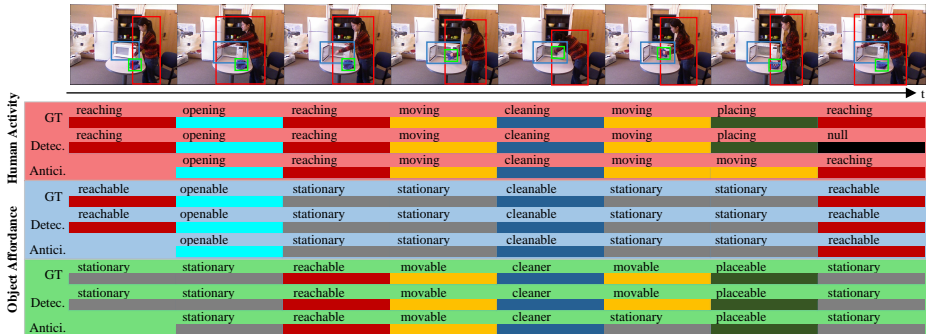 t
Human Activity
reaching opening reaching moving cleaning moving placing reaching
GT
reaching opening reaching moving cleaning moving placing null
Detec.
opening reaching moving cleaning moving moving reaching
Antici.
Object Affordance
reachable openable stationary stationary cleanable stationary stationary reachable
GT
reachable openable stationary stationary cleanable stationary stationary reachable
Detec.
openable stationary stationary cleanable stationary stationary reachable
Antici.
stationary stationary reachable movable cleaner movable placeable stationary
GT
stationary stationary reachable movable cleaner movable placeable stationary
Detec.
stationary reachable movable cleaner stationary placeable stationary
Antici.